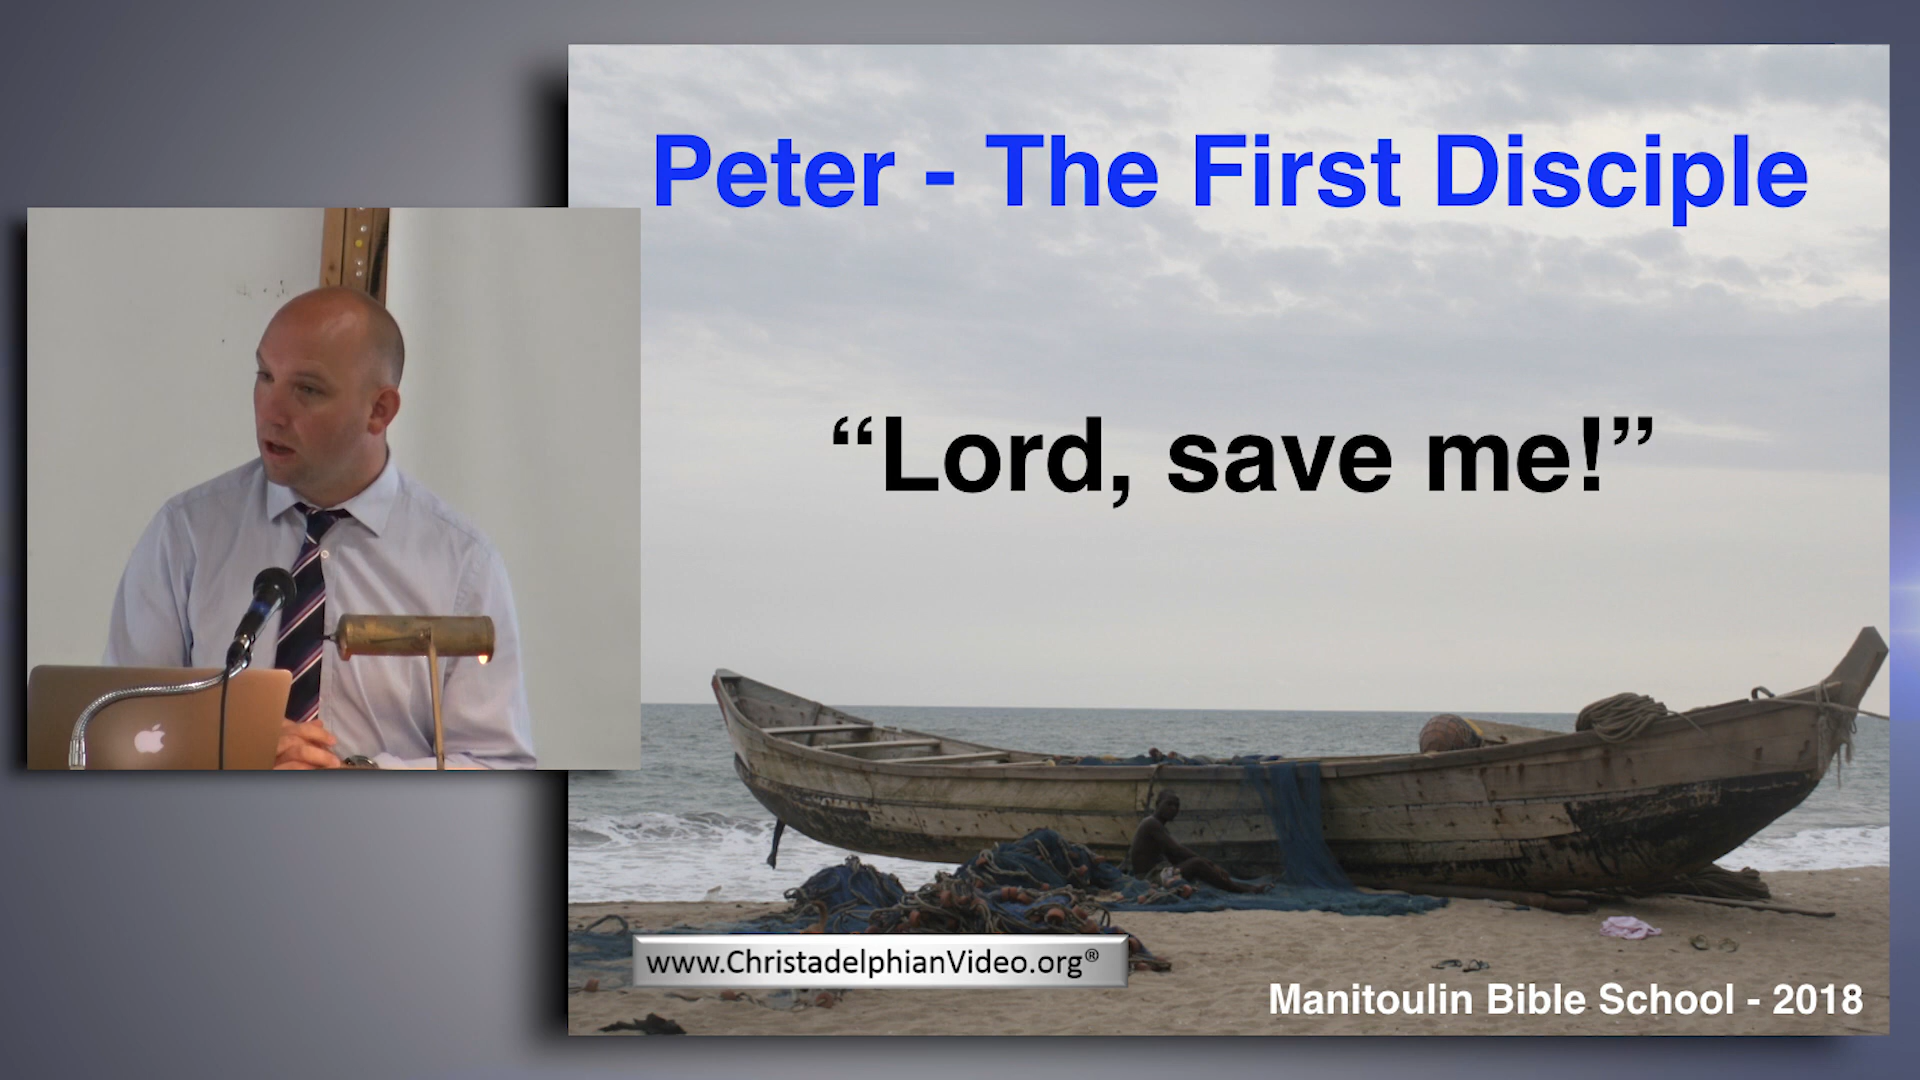 Peter - The First Disciple
“Lord, save me!”
www.ChristadelphianVideo.org®
Manitoulin Bible School - 2018